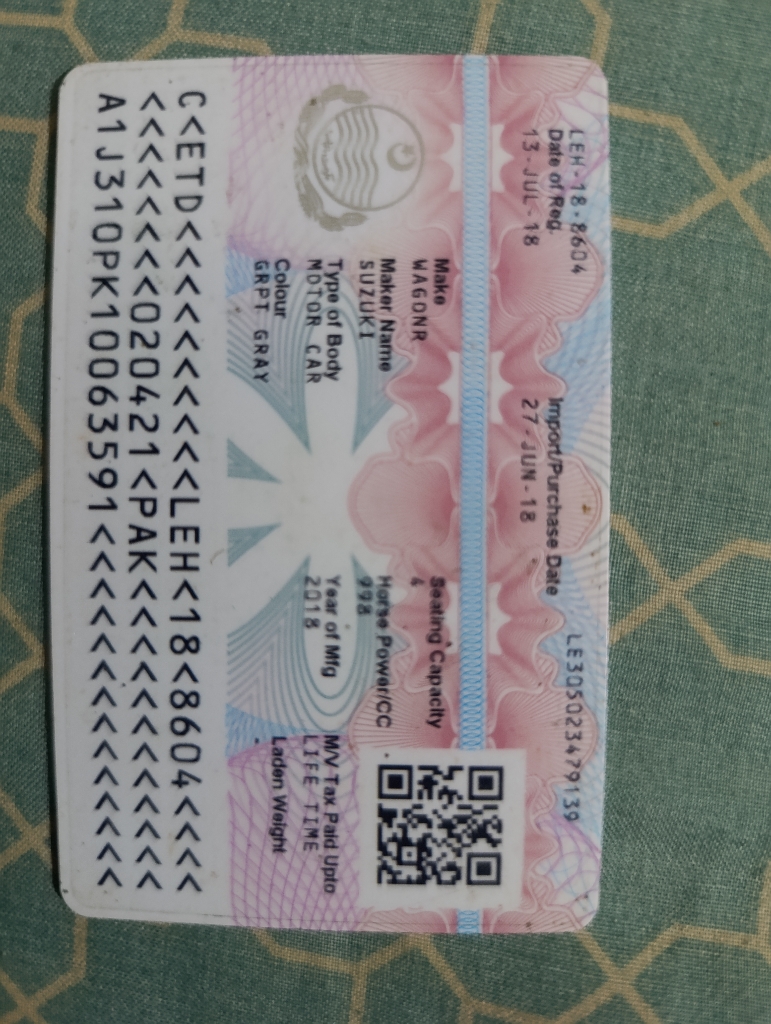 LEH-18-8604
LE305023479139
Date of Reg.
13-JUL-18
Import/Purchase Date
27-JUN-18
Make
WAGONR
Seating Capacity
4
Maker Name
SUZUKI
Horse Power/CC
998
Type of Body
MOTOR CAR
Year of Mfg
2018
M/V Tax Paid Upto
LIFE TIME
Colour
GRPT GRAY
Laden Weight
C<ETD<<<<<<<<<<LEH<18<8604<<<<
<<<<<<<<020421<PAK<<<<<<<<<<<<
A1J310PK10063591<<<<<<<<<<<<<<